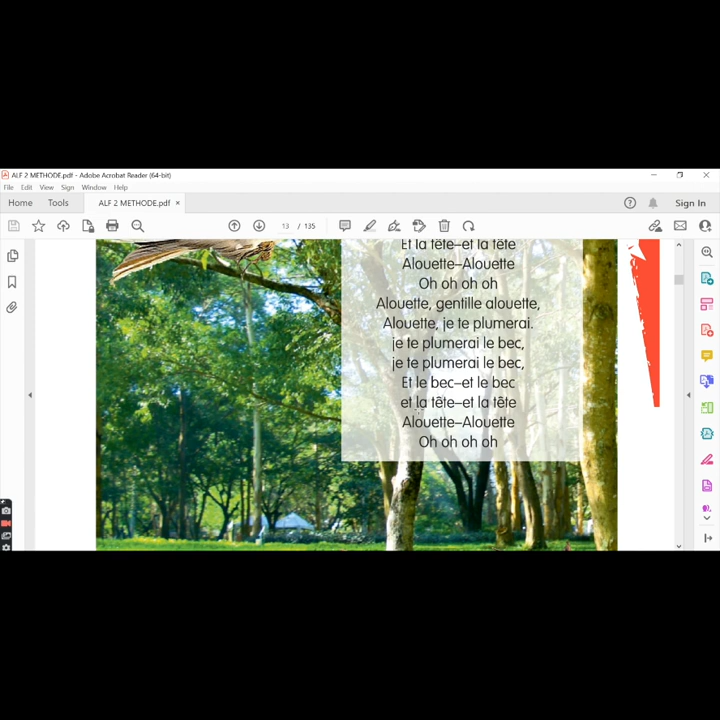 ALF 2 METHODE.pdf - Adobe Acrobat Reader (64-bit)
File Edit View Sign Window Help
Home Tools ALF 2 METHODE.pdf × Sign In
13 / 135
Et la tête–et la tête
Alouette–Alouette
Oh oh oh oh
Alouette, gentille alouette,
Alouette, je te plumerai.
je te plumerai le bec,
je te plumerai le bec,
Et le bec–et le bec
et la tête–et la tête
Alouette–Alouette
Oh oh oh oh